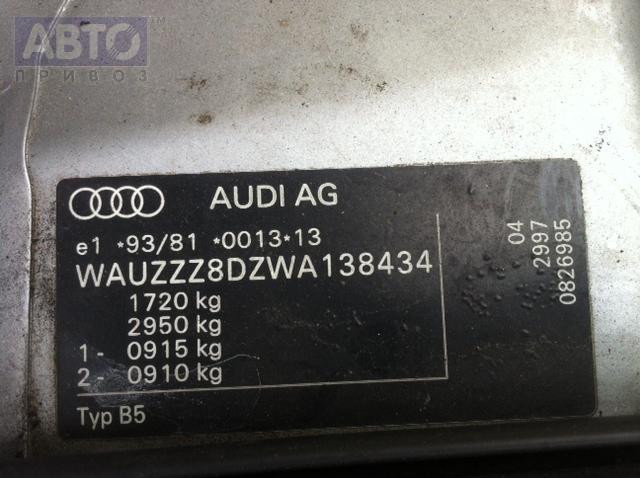 АВТО
ПРИВОЗ
AUDI AG
e1 *93/81 *0013*13
WAUZZZ8DZWA138434
1720 kg
2950 kg
1- 0915 kg
2- 0910 kg
Typ B5
04
2997
0826985